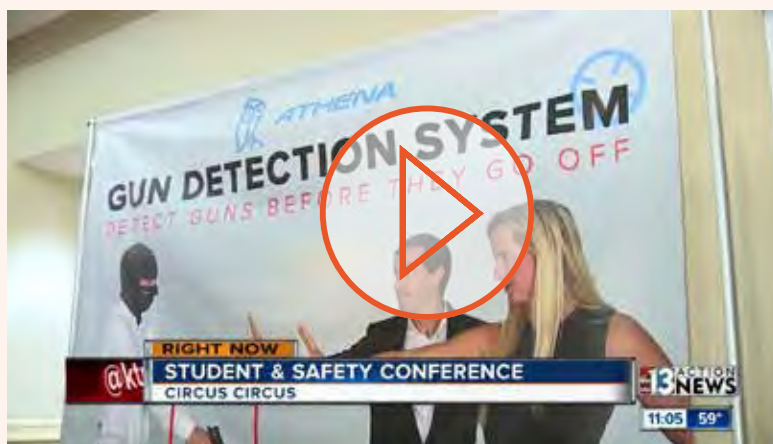 ATHENA
GUN DETECTION SYSTEM
DETECT GUNS BEFORE THEY GO OFF
RIGHT NOW
@kt
STUDENT & SAFETY CONFERENCE
CIRCUS CIRCUS
13 ACTION NEWS
11:05 59°